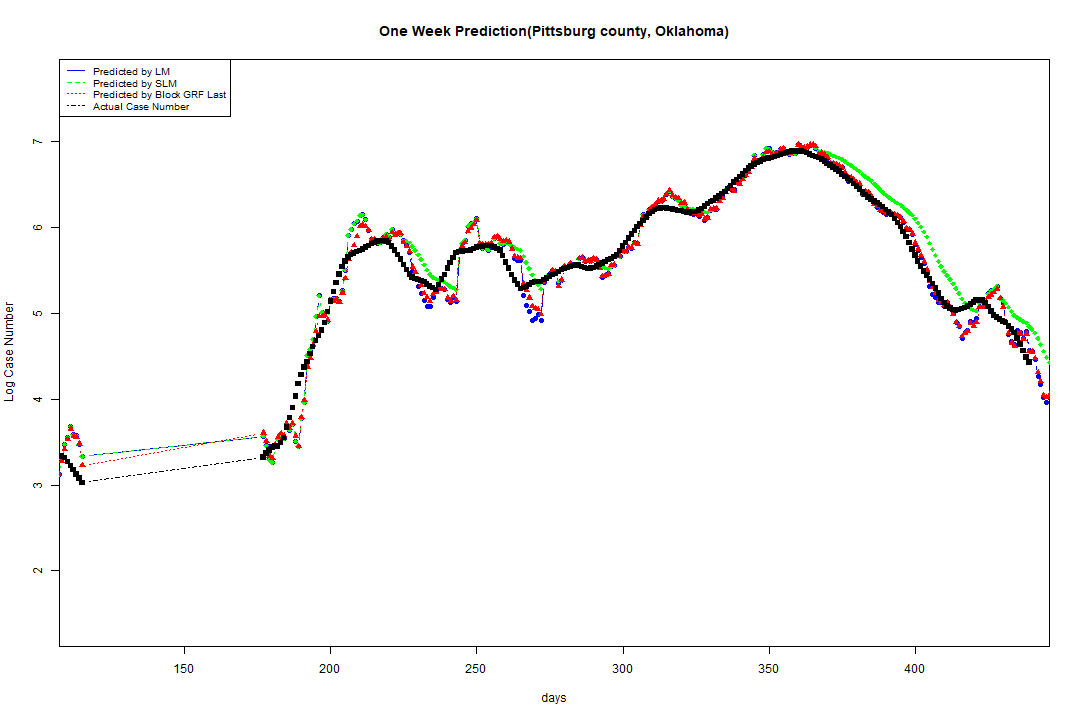 One Week Prediction(Pittsburg county, Oklahoma)
Predicted by LM
Predicted by SLM
Predicted by Block GRF Last
Actual Case Number
7
6
5
4
3
2
Log Case Number
150 200 250 300 350 400
days